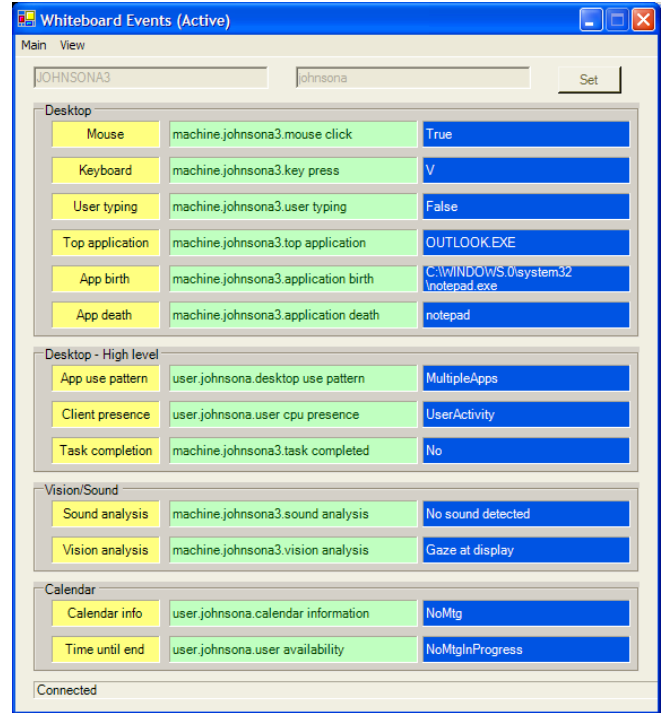 Whiteboard Events (Active)
Main View
JOHNSONA3 johnsona Set
Desktop
Mouse machine.johnsona3.mouse click True
Keyboard machine.johnsona3.key press V
User typing machine.johnsona3.user typing False
Top application machine.johnsona3.top application OUTLOOK.EXE
App birth machine.johnsona3.application birth C:\WINDOWS.0\system32
\notepad.exe
App death machine.johnsona3.application death notepad
Desktop - High level
App use pattern user.johnsona.desktop use pattern MultipleApps
Client presence user.johnsona.user cpu presence UserActivity
Task completion machine.johnsona3.task completed No
Vision/Sound
Sound analysis machine.johnsona3.sound analysis No sound detected
Vision analysis machine.johnsona3.vision analysis Gaze at display
Calendar
Calendar info user.johnsona.calendar information NoMtg
Time until end user.johnsona.user availability NoMtgInProgress
Connected